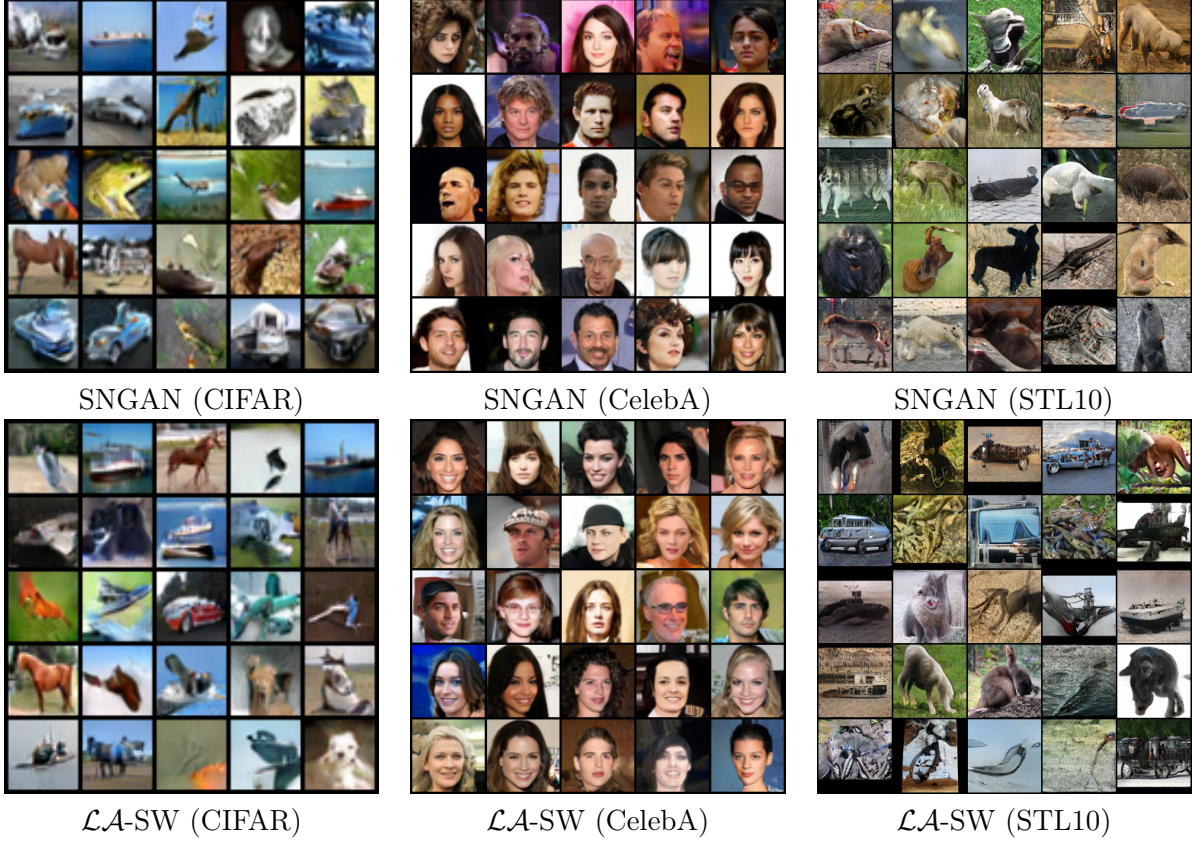 SNGAN (CIFAR) SNGAN (CelebA) SNGAN (STL10)
ℒ𝒜-SW (CIFAR) ℒ𝒜-SW (CelebA) ℒ𝒜-SW (STL10)